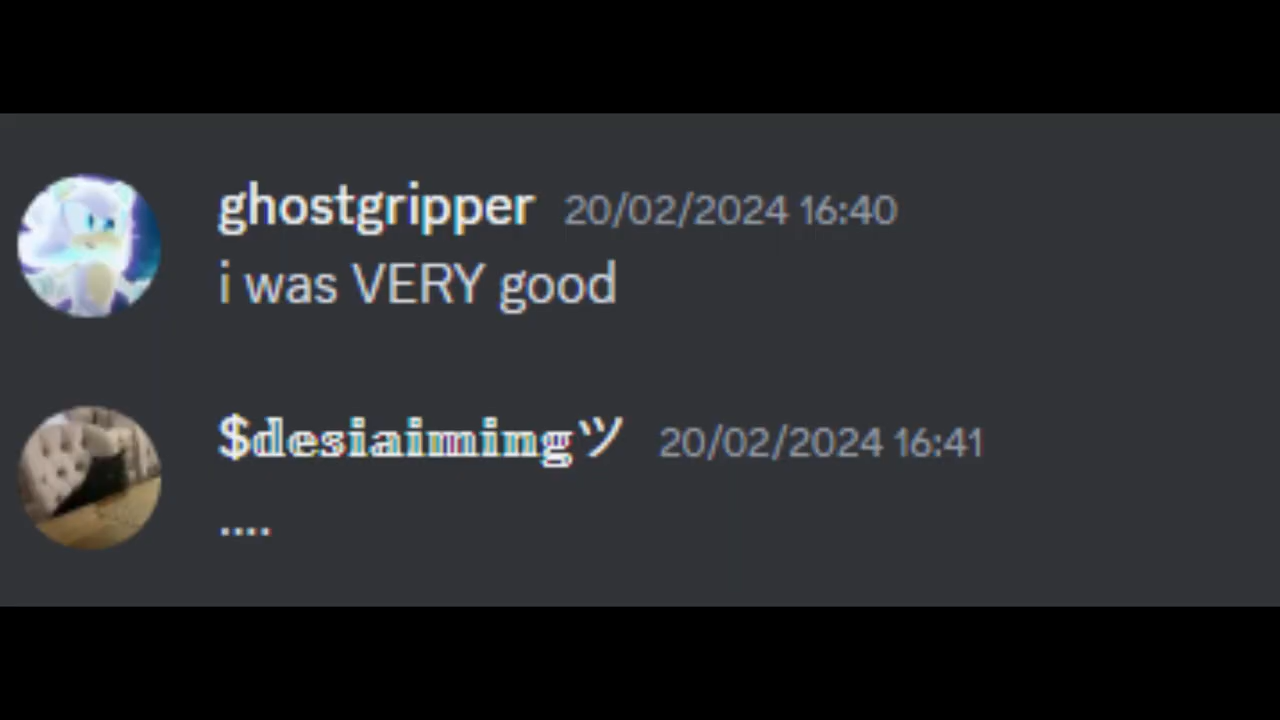 ghostgripper 20/02/2024 16:40
i was VERY good
$𝕕𝕖𝕤𝕚𝕒𝕚𝕞𝕚𝕟𝕘ツ 20/02/2024 16:41
....